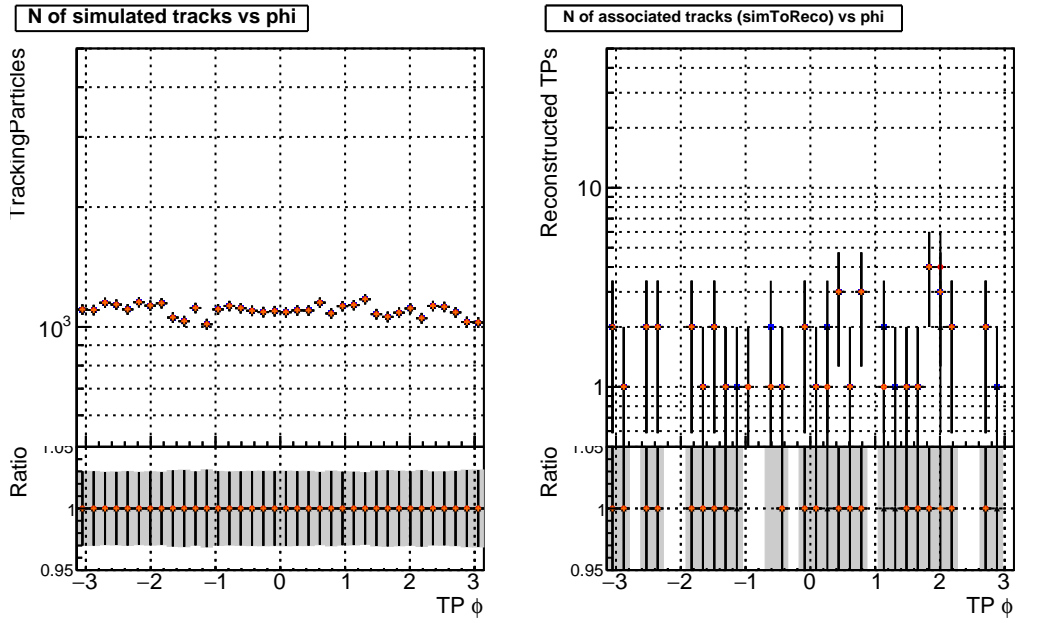 N of simulated tracks vs phi
TrackingParticles
10³
Ratio
1.05
1
0.95
−3 −2 −1 0 1 2 3
TP ϕ
N of associated tracks (simToReco) vs phi
Reconstructed TPs
10
1
Ratio
1.05
1
0.95
−3 −2 −1 0 1 2 3
TP ϕ